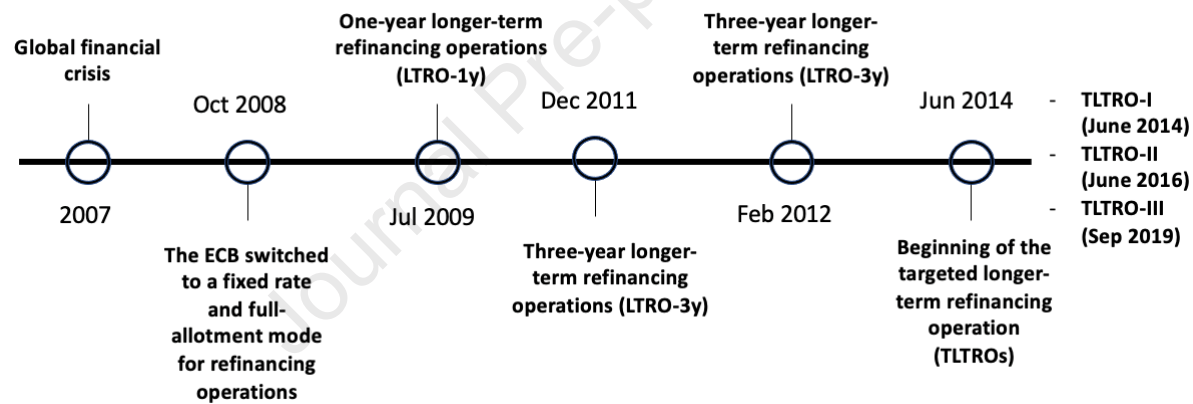 Global financial
crisis
2007
Oct 2008
The ECB switched
to a fixed rate
and full-
allotment mode
for refinancing
operations
One-year longer-term
refinancing operations
(LTRO-1y)
Jul 2009
Dec 2011
Three-year longer-
term refinancing
operations (LTRO-3y)
Three-year longer-
term refinancing
operations (LTRO-3y)
Feb 2012
Jun 2014
Beginning of the
targeted longer-
term refinancing
operation
(TLTROs)
- TLTRO-I
(June 2014)
- TLTRO-II
(June 2016)
- TLTRO-III
(Sep 2019)
Journal Pre-p